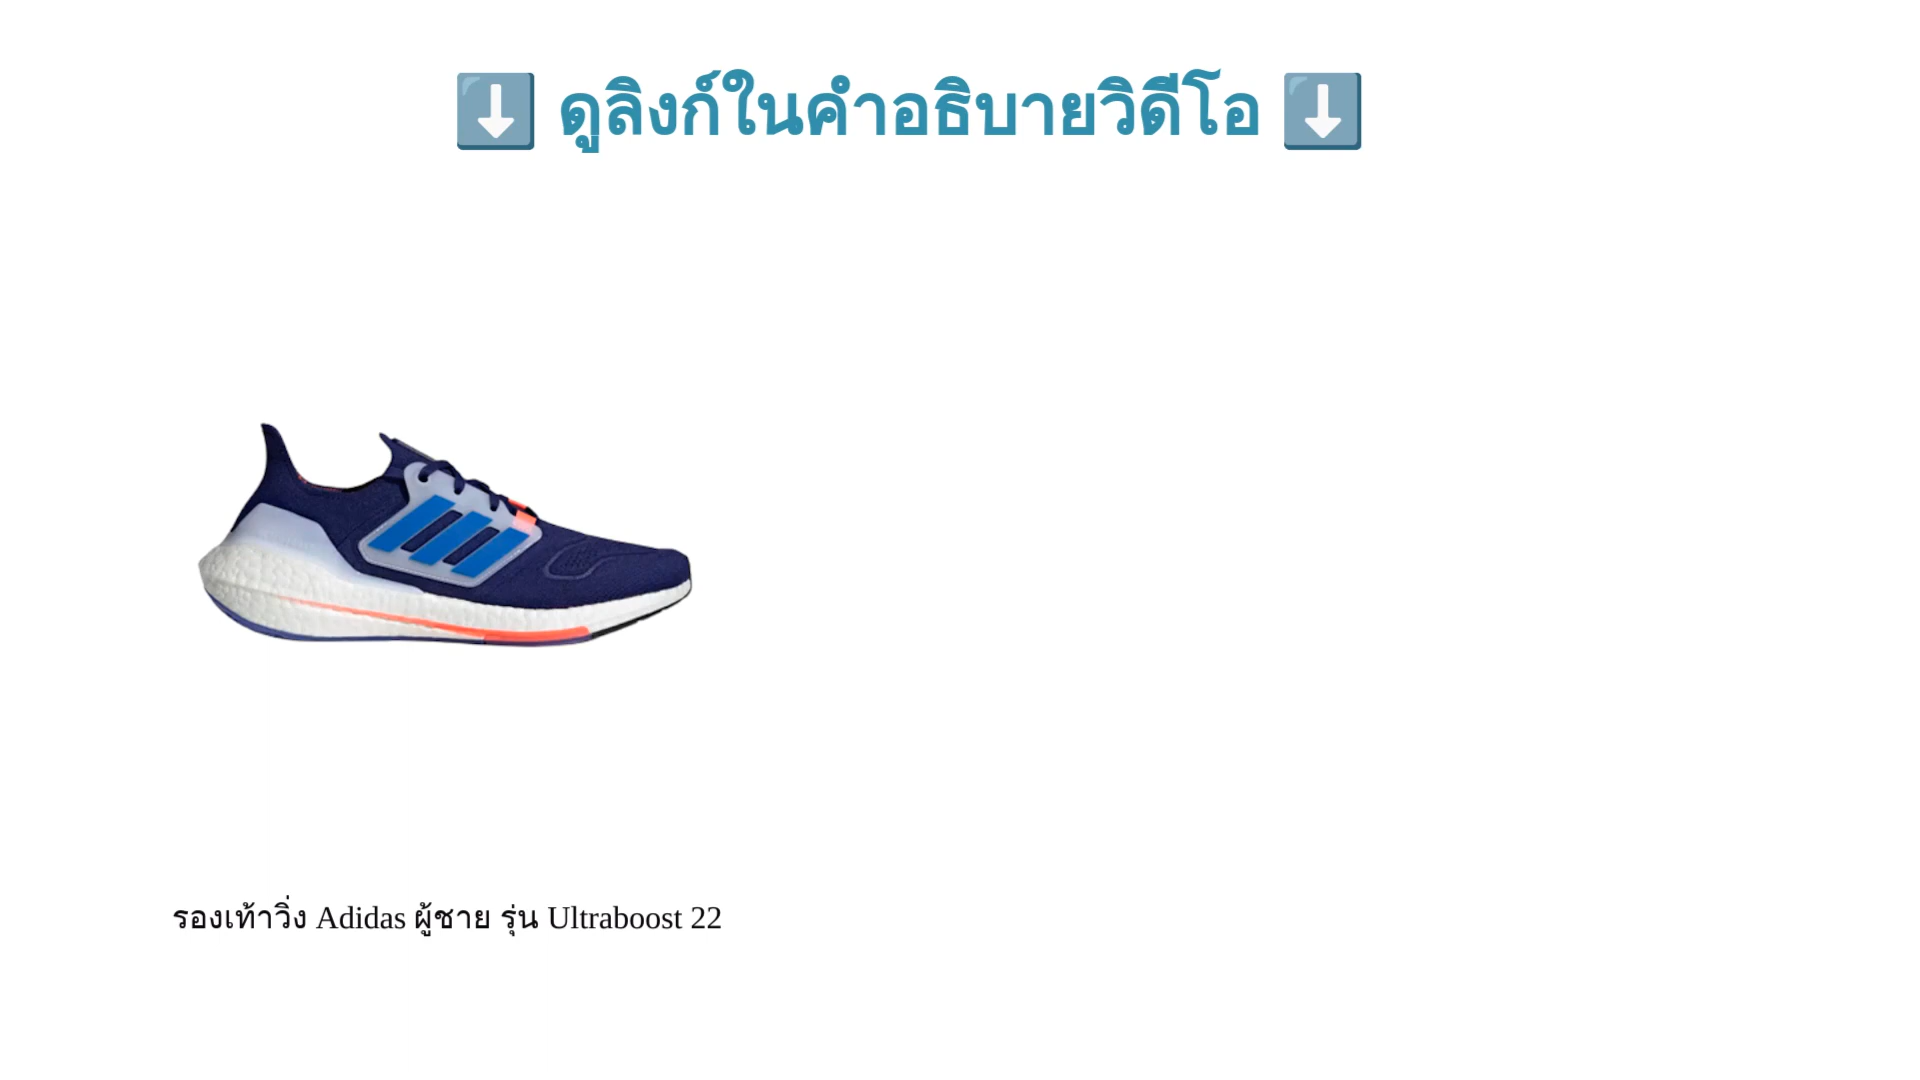 ⬇️ ดูลิงก์ในคำอธิบายวิดีโอ ⬇️
รองเท้าวิ่ง Adidas ผู้ชาย รุ่น Ultraboost 22